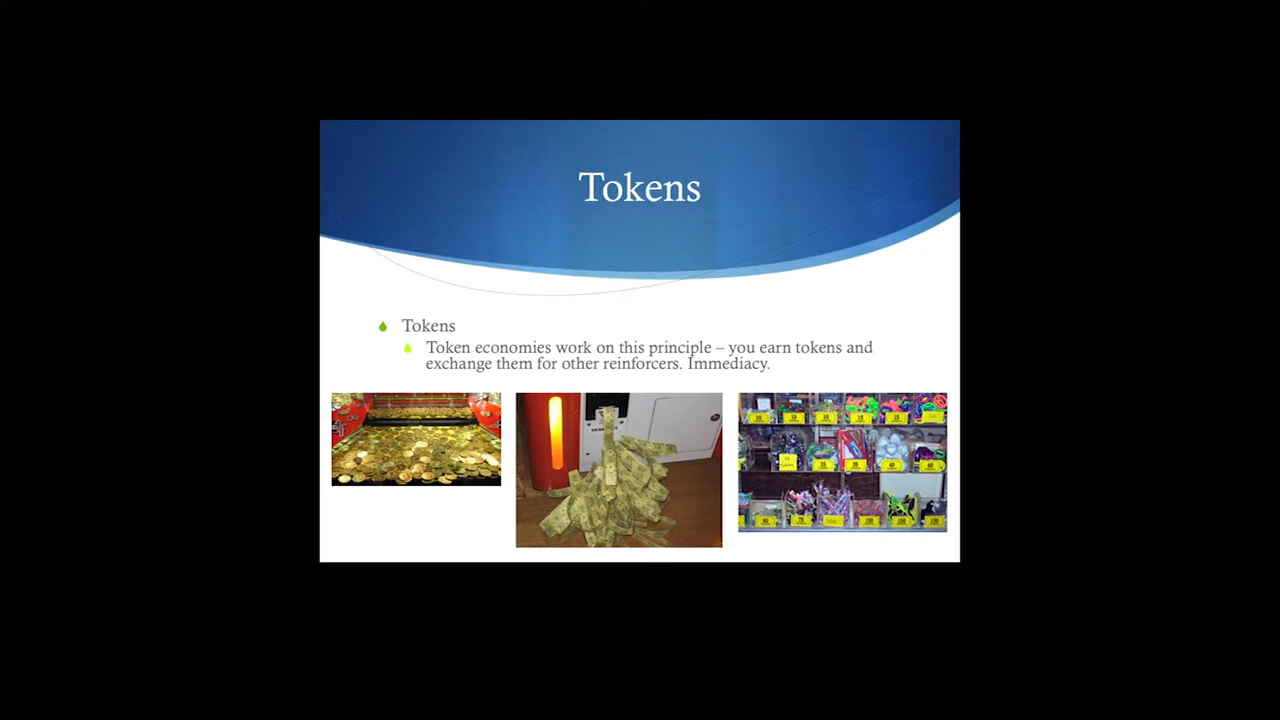 Tokens
Tokens
Token economies work on this principle – you earn tokens and
exchange them for other reinforcers. Immediacy.